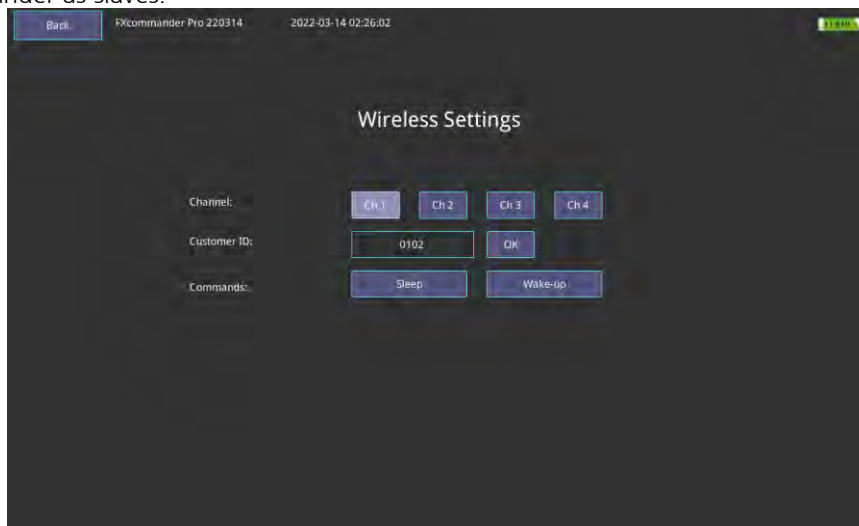 as slaves.
Back FXcommander Pro 220314 2022-03-14 02:26:02
Wireless Settings
Channel: Ch 1 Ch 2 Ch 3 Ch 4
Customer ID: 0102 OK
Commands: Sleep Wake-up